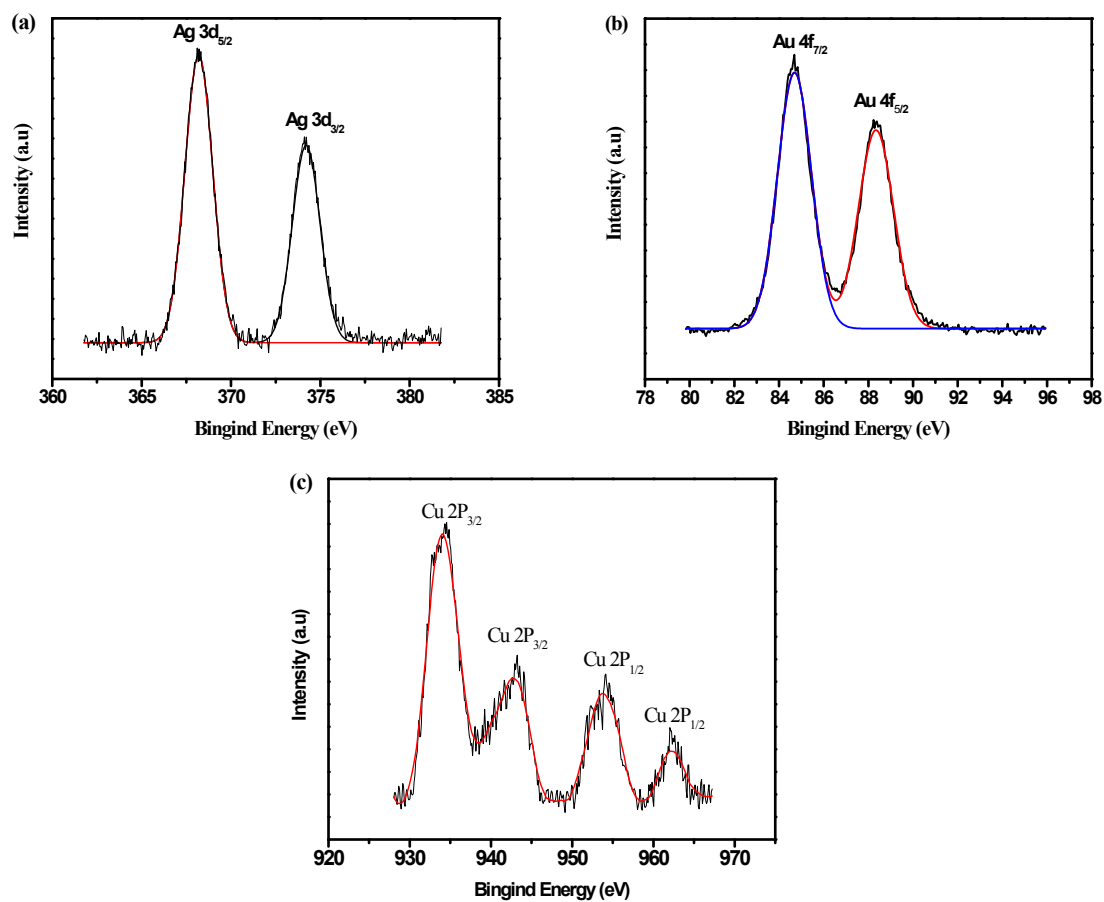 (a)
Ag 3d5/2
Ag 3d3/2
Intensity (a.u)
360 365 370 375 380 385
Bingind Energy (eV)
(b)
Au 4f7/2
Au 4f5/2
Intensity (a.u)
78 80 82 84 86 88 90 92 94 96 98
Bingind Energy (eV)
(c)
Cu 2P3/2
Cu 2P3/2
Cu 2P1/2
Cu 2P1/2
Intensity (a.u)
920 930 940 950 960 970
Bingind Energy (eV)